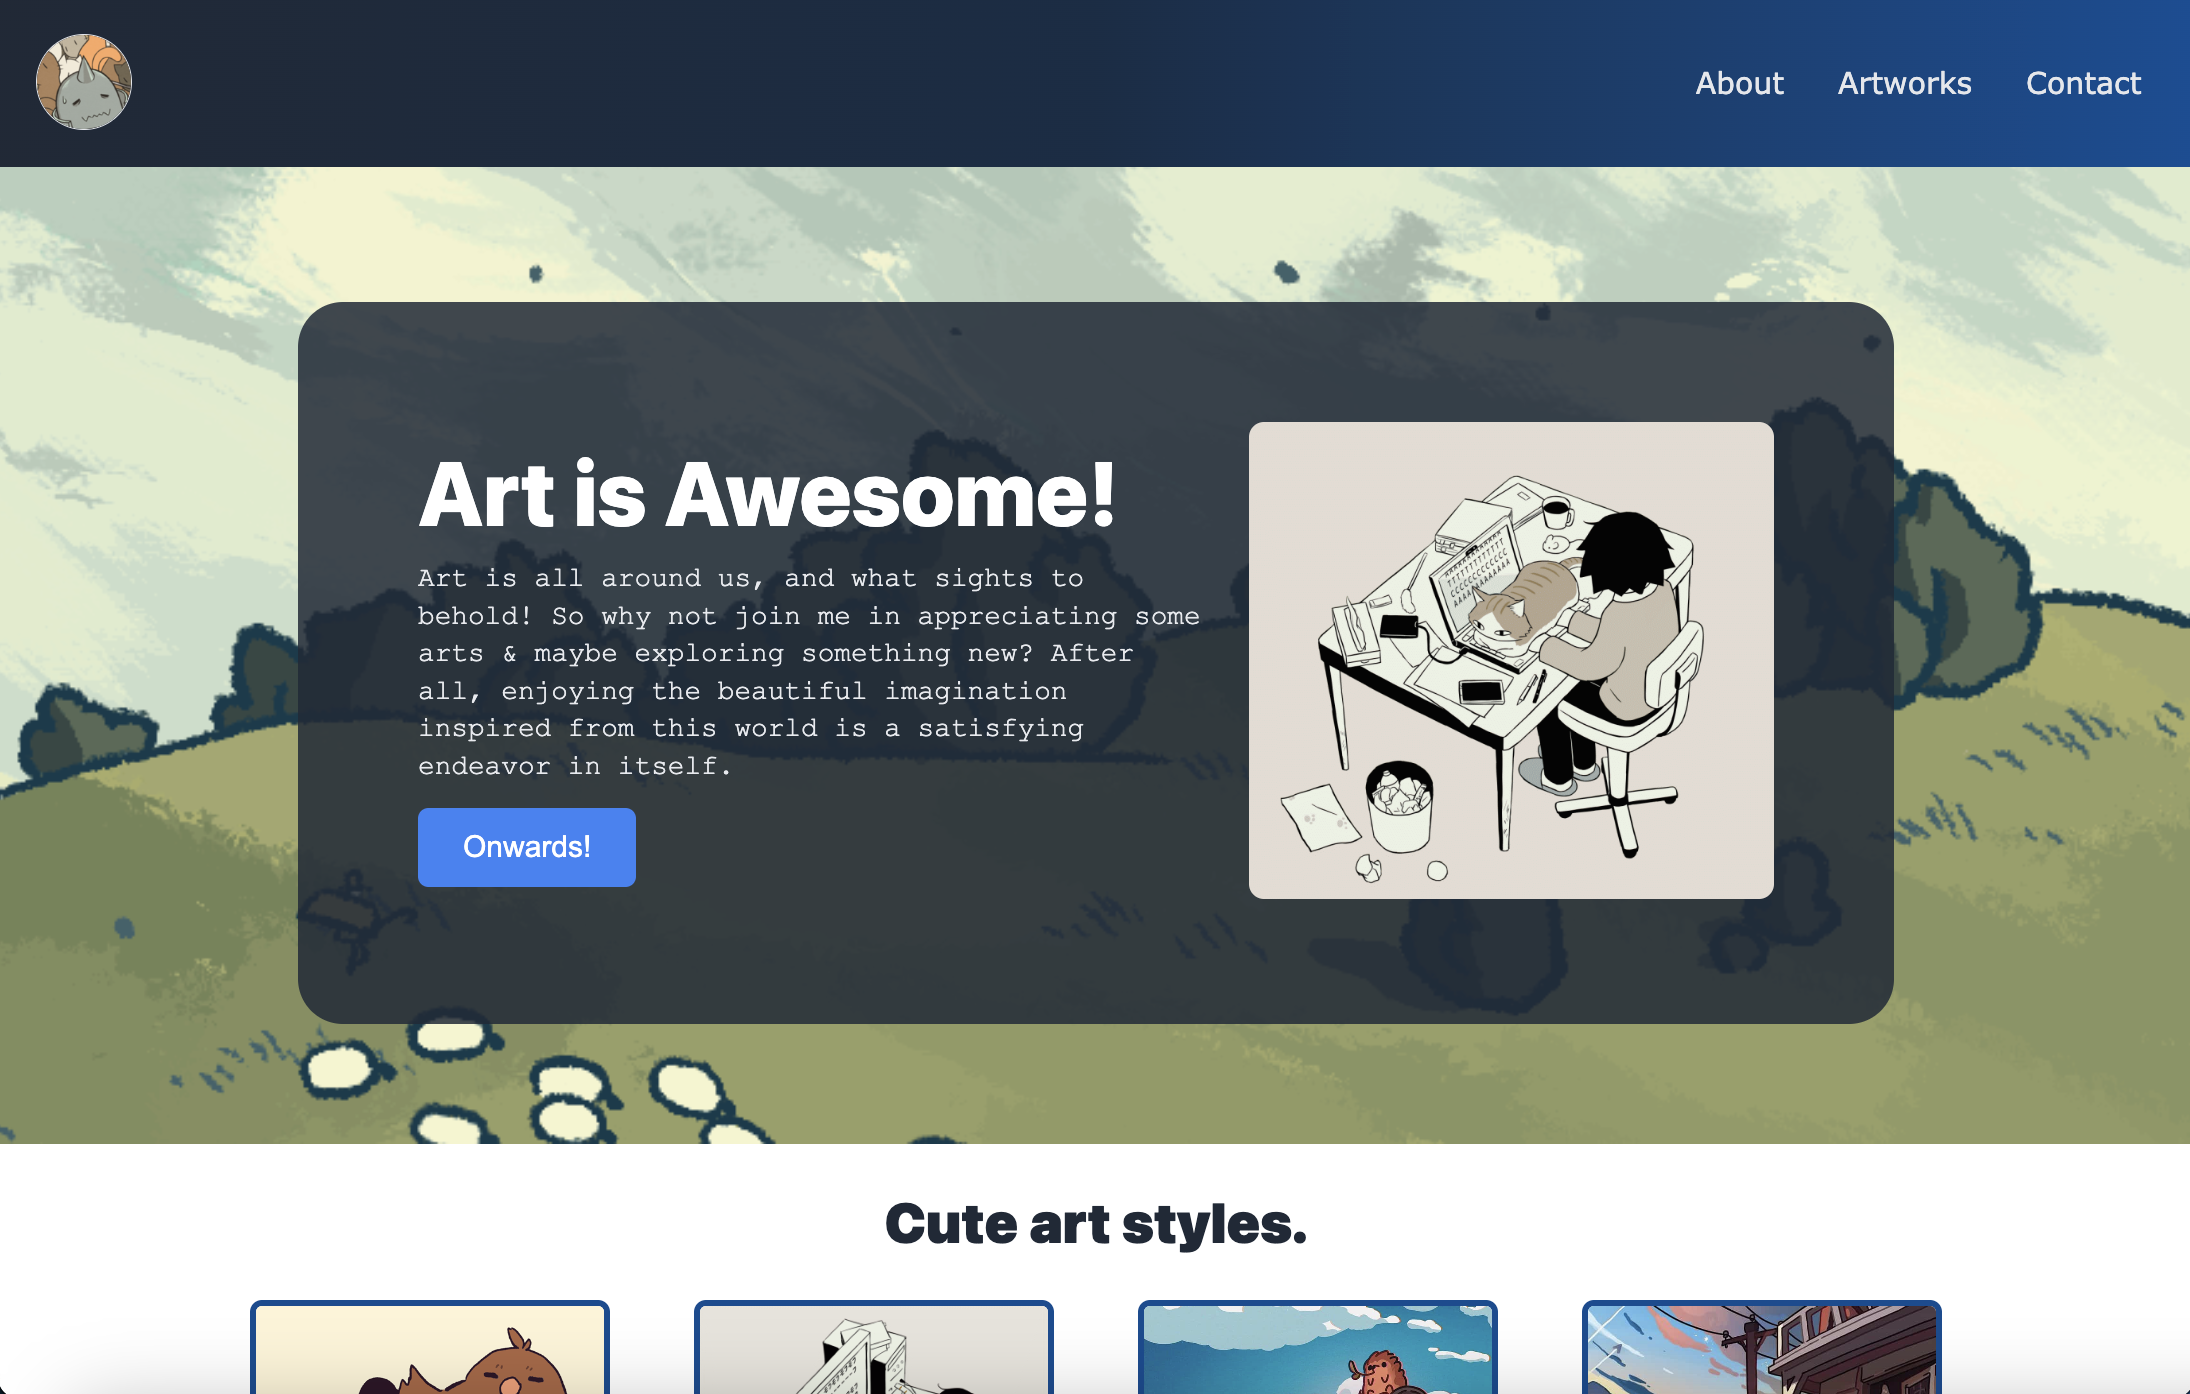 About Artworks Contact
Art is Awesome!
Art is all around us, and what sights to
behold! So why not join me in appreciating some
arts & maybe exploring something new? After
all, enjoying the beautiful imagination
inspired from this world is a satisfying
endeavor in itself.
Onwards!
Cute art styles.